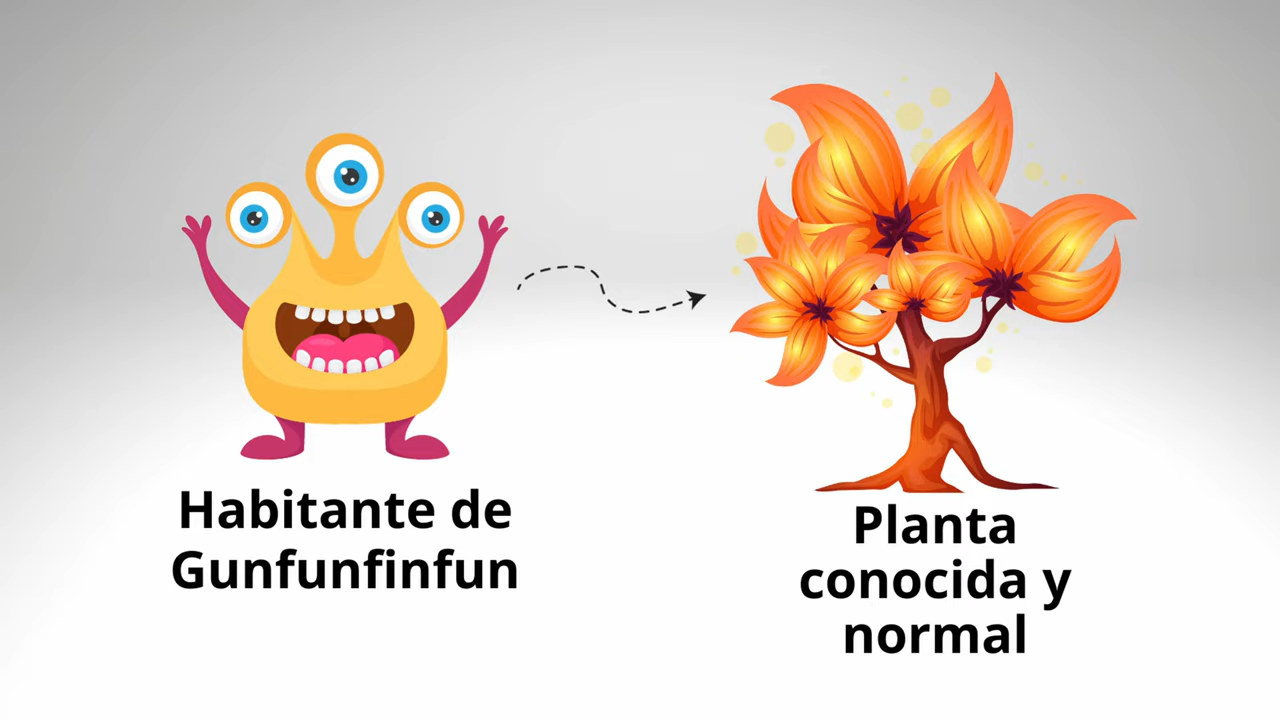 Habitante de
Gunfunfinfun
Planta
conocida y
normal